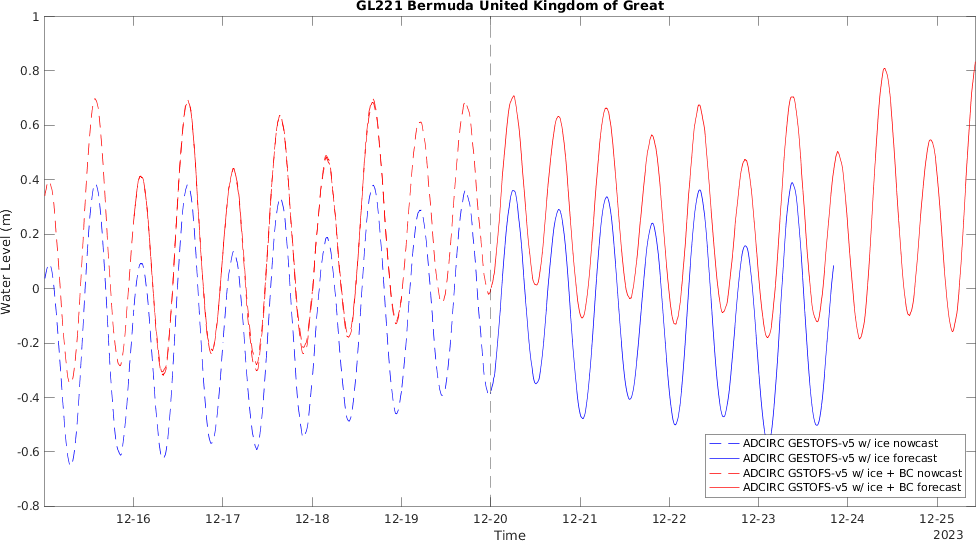 GL221 Bermuda United Kingdom of Great
1
0.8
0.6
0.4
0.2
0
-0.2
-0.4
-0.6
-0.8
Water Level (m)
ADCIRC GESTOFS-v5 w/ ice nowcast
ADCIRC GESTOFS-v5 w/ ice forecast
ADCIRC GSTOFS-v5 w/ ice + BC nowcast
ADCIRC GSTOFS-v5 w/ ice + BC forecast
12-16 12-17 12-18 12-19 12-20 12-21 12-22 12-23 12-24 12-25
Time
2023